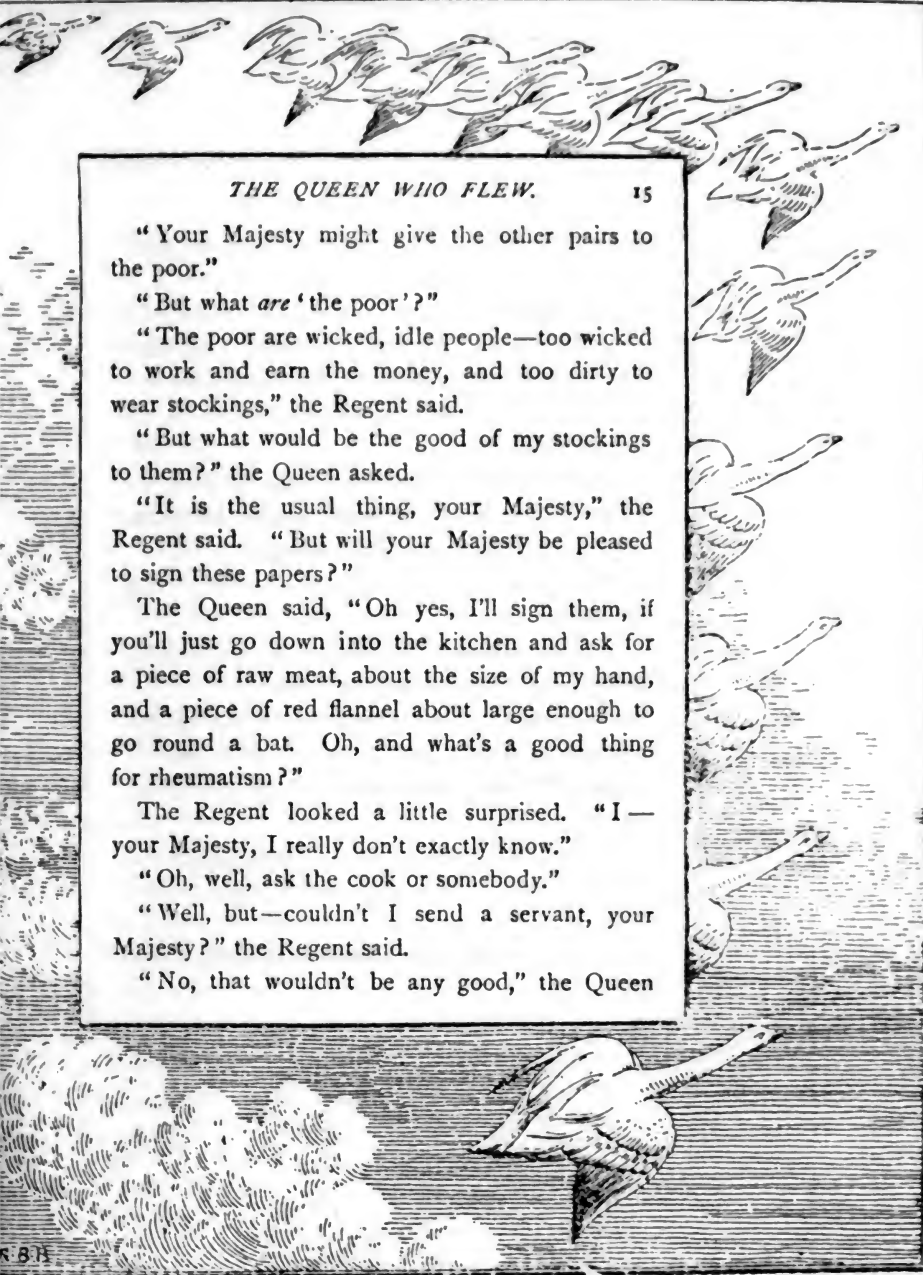 THE QUEEN WHO FLEW. 15
"Your Majesty might give the other pairs to
the poor."
"But what are 'the poor'?"
"The poor are wicked, idle people—too wicked
to work and earn the money, and too dirty to
wear stockings," the Regent said.
"But what would be the good of my stockings
to them?" the Queen asked.
"It is the usual thing, your Majesty," the
Regent said. "But will your Majesty be pleased
to sign these papers?"
The Queen said, "Oh yes, I'll sign them, if
you'll just go down into the kitchen and ask for
a piece of raw meat, about the size of my hand,
and a piece of red flannel about large enough to
go round a bat. Oh, and what's a good thing
for rheumatism?"
The Regent looked a little surprised. "I—
your Majesty, I really don't exactly know."
"Oh, well, ask the cook or somebody."
"Well, but—couldn't I send a servant, your
Majesty?" the Regent said.
"No, that wouldn't be any good," the Queen